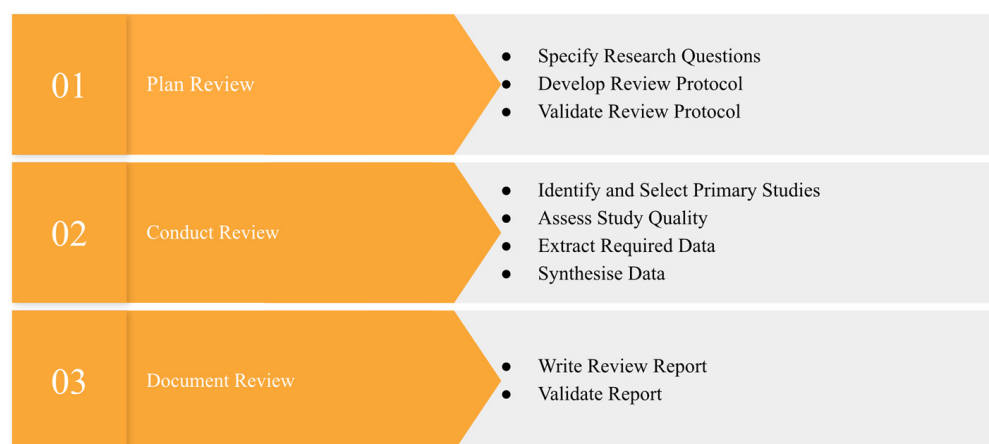 01
Plan Review
● Specify Research Questions
● Develop Review Protocol
● Validate Review Protocol
02
Conduct Review
● Identify and Select Primary Studies
● Assess Study Quality
● Extract Required Data
● Synthesise Data
03
Document Review
● Write Review Report
● Validate Report